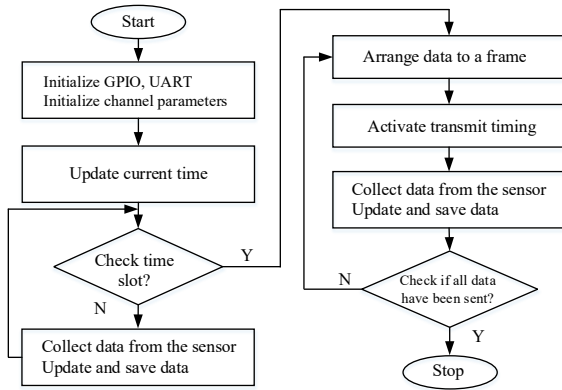 Start
Initialize GPIO, UART
Initialize channel parameters
Update current time
Check time
slot?
Y
N
Collect data from the sensor
Update and save data
Arrange data to a frame
Activate transmit timing
Collect data from the sensor
Update and save data
Check if all data
have been sent?
N
Y
Stop